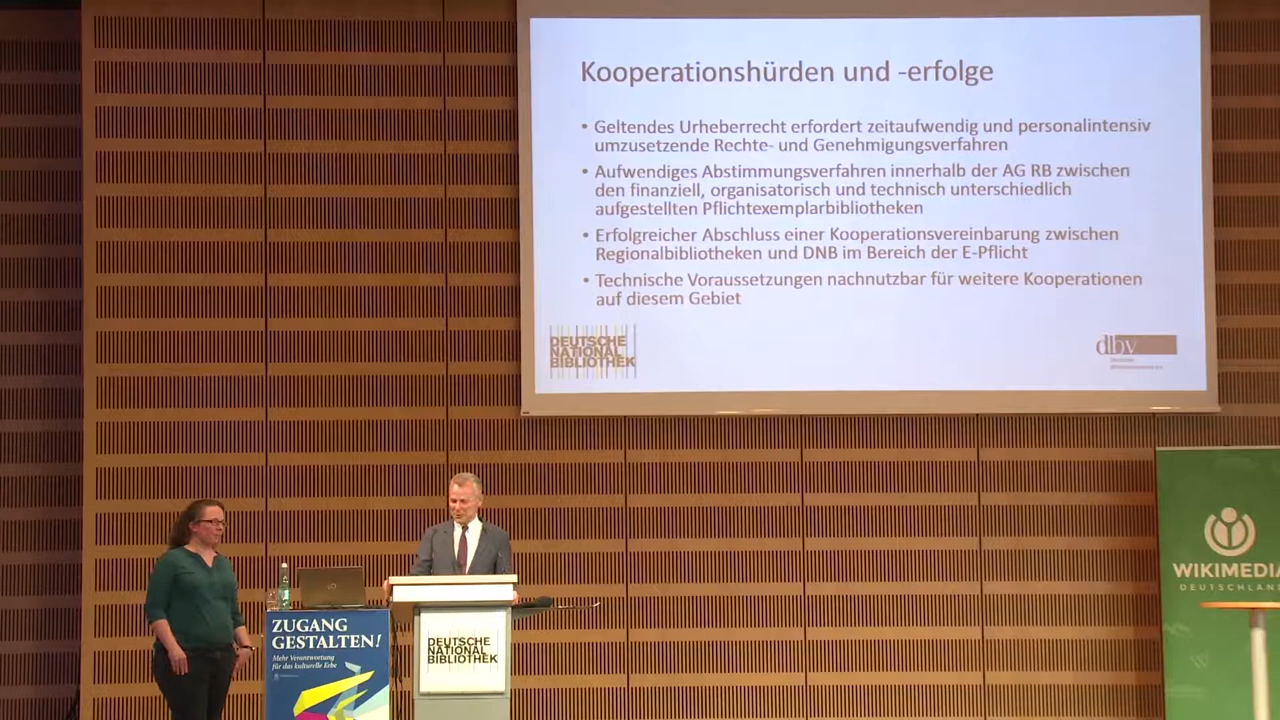 Kooperationshürden und -erfolge
• Geltendes Urheberrecht erfordert zeitaufwendig und personalintensiv
umzusetzende Rechte- und Genehmigungsverfahren
• Aufwendiges Abstimmungsverfahren innerhalb der AG RB zwischen
den finanziell, organisatorisch und technisch unterschiedlich
aufgestellten Pflichtexemplarbibliotheken
• Erfolgreicher Abschluss einer Kooperationsvereinbarung zwischen
Regionalbibliotheken und DNB im Bereich der E-Pflicht
• Technische Voraussetzungen nachnutzbar für weitere Kooperationen
auf diesem Gebiet
DEUTSCHE
NATIONAL
BIBLIOTHEK
dbv
WIKIMEDIA
DEUTSCHLAND
ZUGANG
GESTALTEN!
Mehr Verantwortung
für das kulturelle Erbe
DEUTSCHE
NATIONAL
BIBLIOTHEK